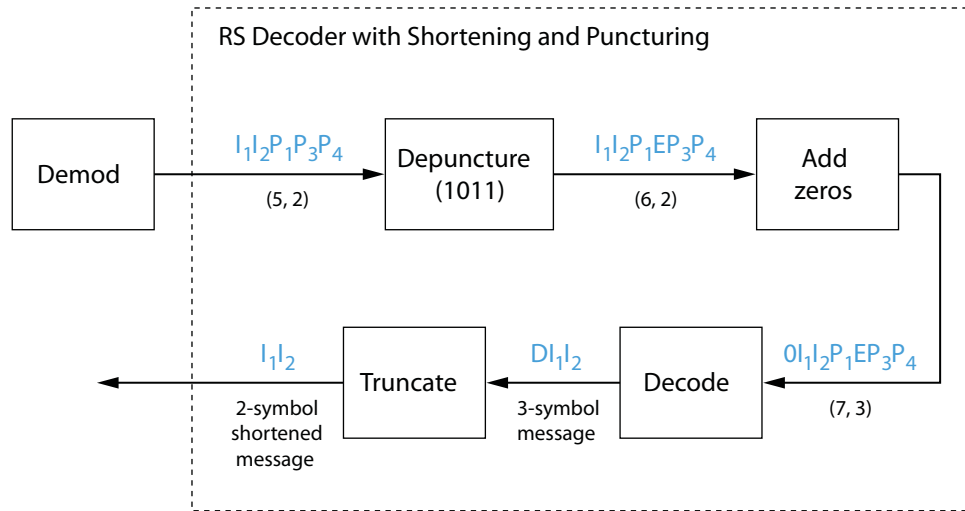 RS Decoder with Shortening and Puncturing
Demod
I₁I₂P₁P₃P₄
(5, 2)
Depuncture
(1011)
I₁I₂P₁EP₃P₄
(6, 2)
Add
zeros
I₁I₂
2-symbol
shortened
message
Truncate
DI₁I₂
3-symbol
message
Decode
0I₁I₂P₁EP₃P₄
(7, 3)